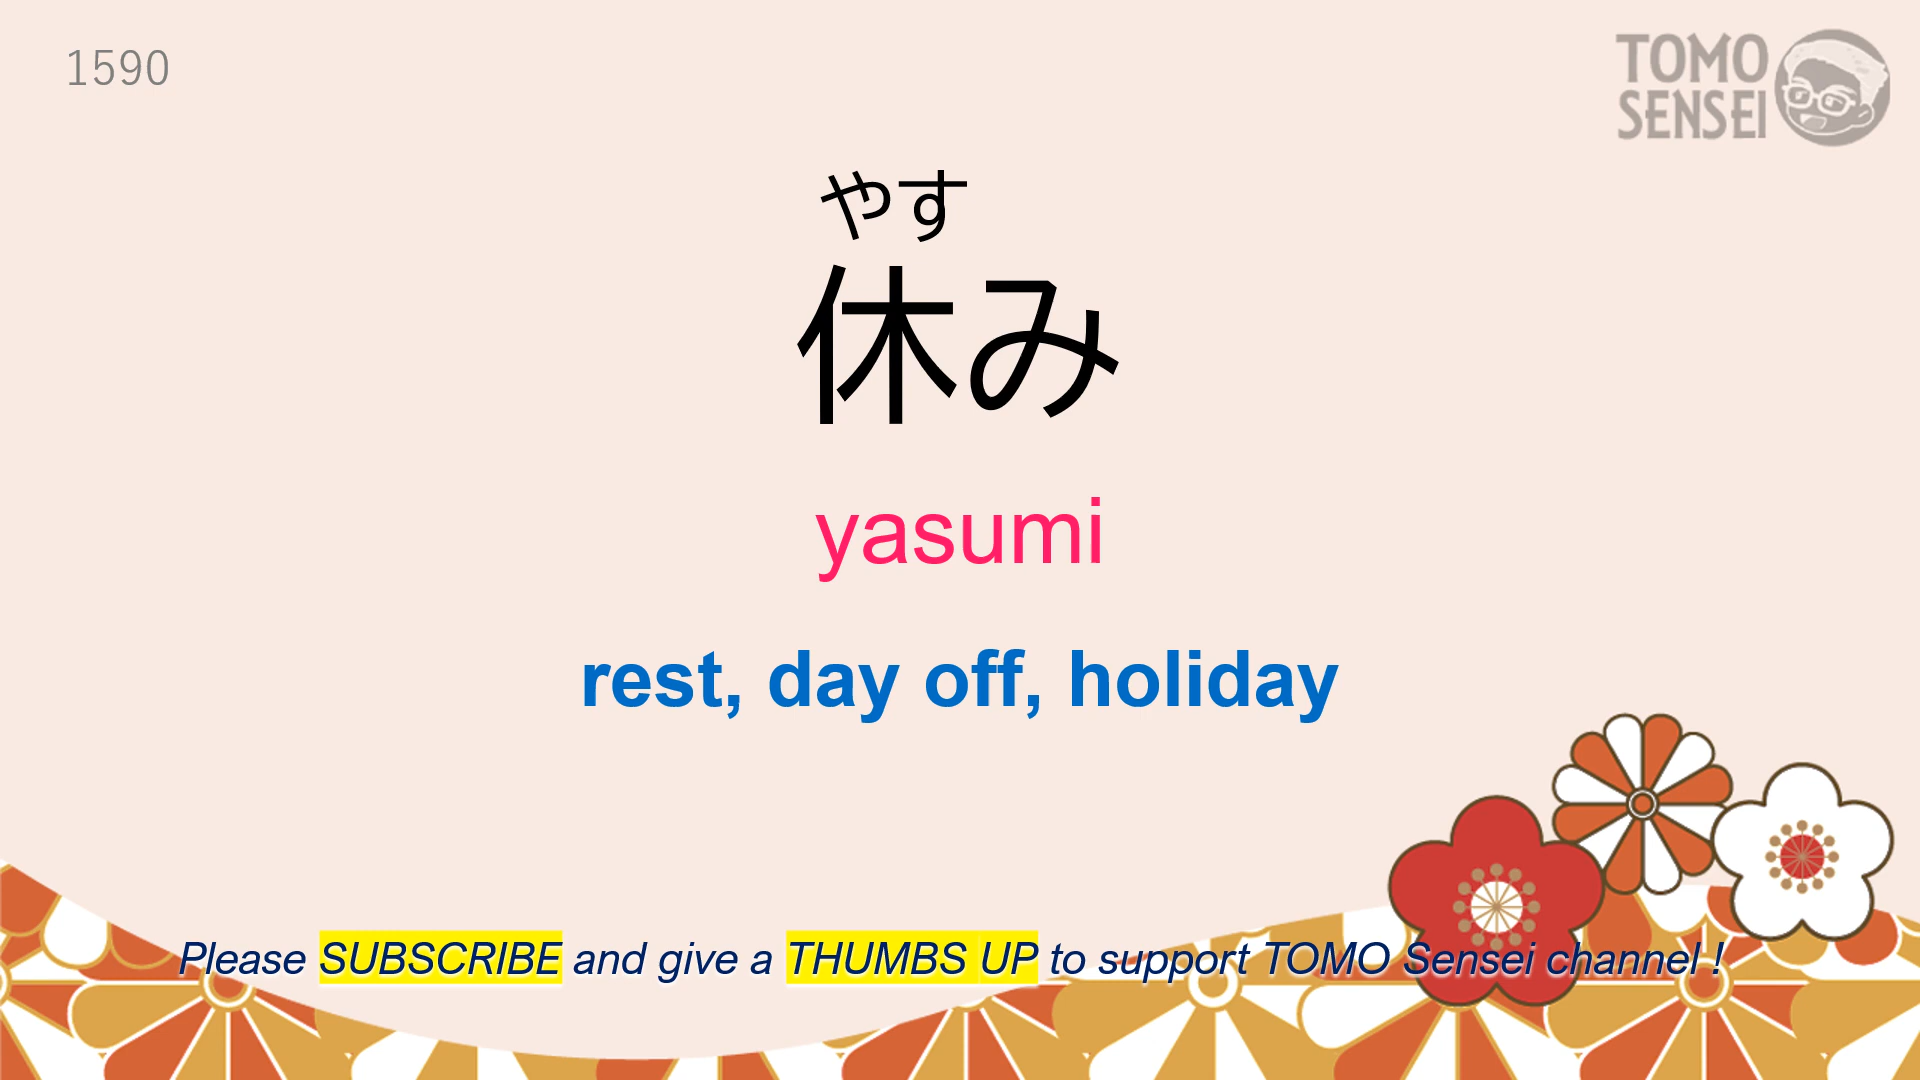 1590
TOMO
SENSEI
やす
休み
yasumi
rest, day off, holiday
Please SUBSCRIBE and give a THUMBS UP to support TOMO Sensei channel !